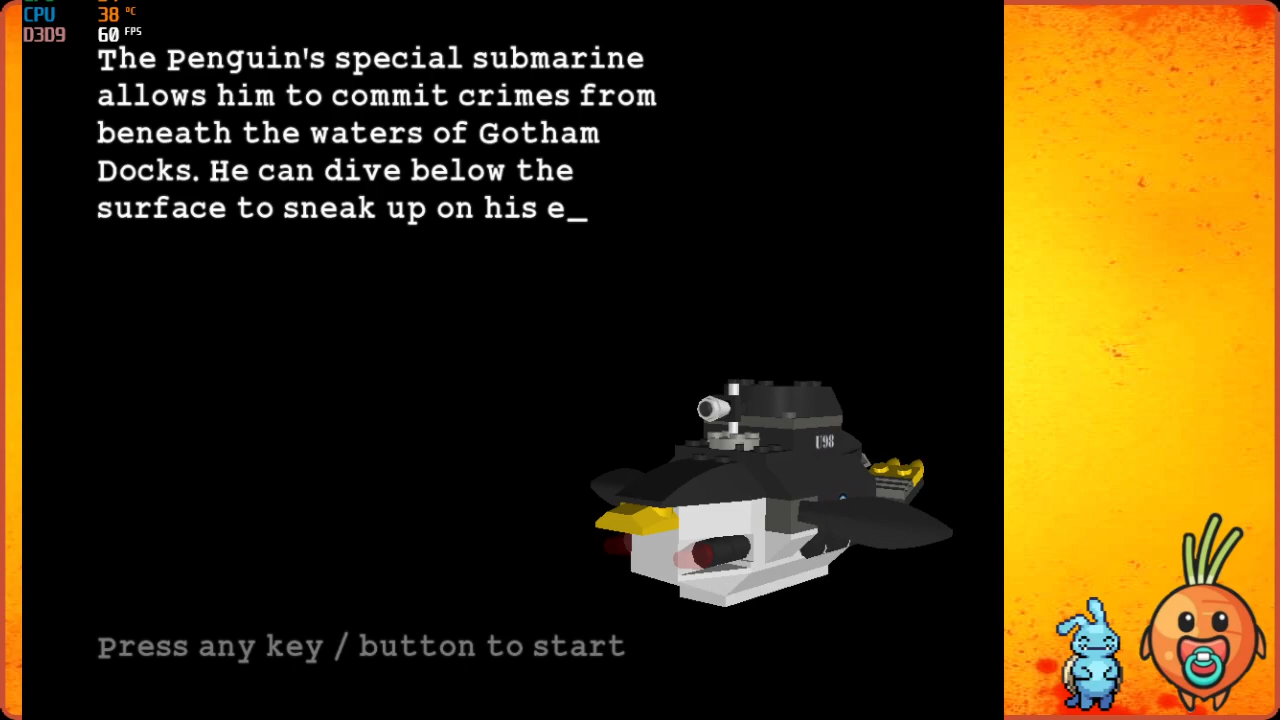 CPU 38 °C
D3D9 60 FPS
The Penguin's special submarine
allows him to commit crimes from
beneath the waters of Gotham
Docks. He can dive below the
surface to sneak up on his e_
U98
Press any key / button to start